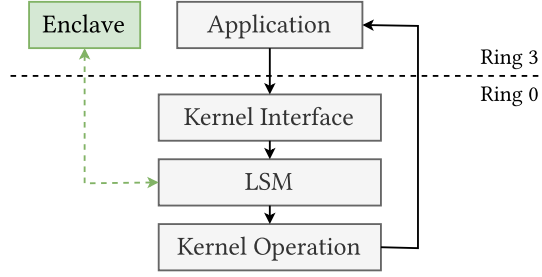 Enclave
Application
Ring 3
Ring 0
Kernel Interface
LSM
Kernel Operation